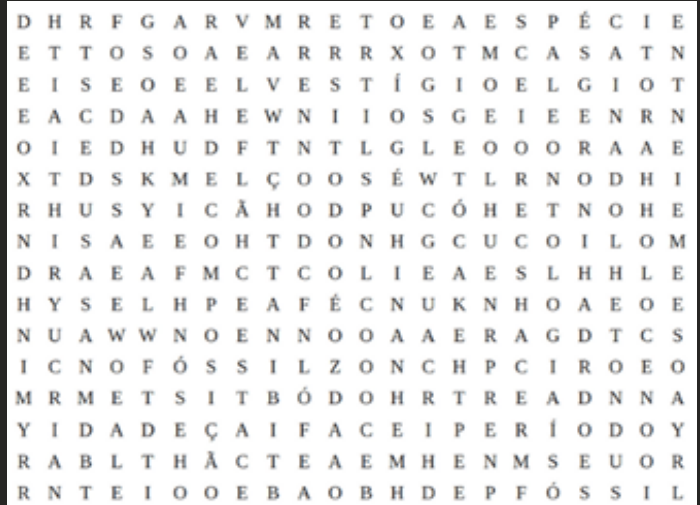 D H R F G A R V M R E T O E A E S P É C I E
E T T O S O A E A R R R X O T M C A S A T N
E I S E O E E L V E S T Í G I O E L G I O T
E A C D A A H E W N I I O S G E I E E N R N
O I E D H U D F T N T L G L E O O O R A A E
X T D S K M E L Ç O O S É W T L R N O D H I
R H U S Y I C Ã H O D P U C Ó H E T N O H E
N I S A E E O H T D O N H G C U C O I L O M
D R A E A F M C T C O L I E A E S L H H L E
H Y S E L H P E A F É C N U K N H O A E O E
N U A W W N O E N N O O A A E R A G D T C S
I C N O F Ó S S I L Z O N C H P C I R O E O
M R M E T S I T B Ó D O H R T R E A D N N A
Y I D A D E Ç A I F A C E I P E R Í O D O Y
R A B L T H Ã C T E A E M H E N M S E U O R
R N T E I O O E B A O B H D E P F Ó S S I L